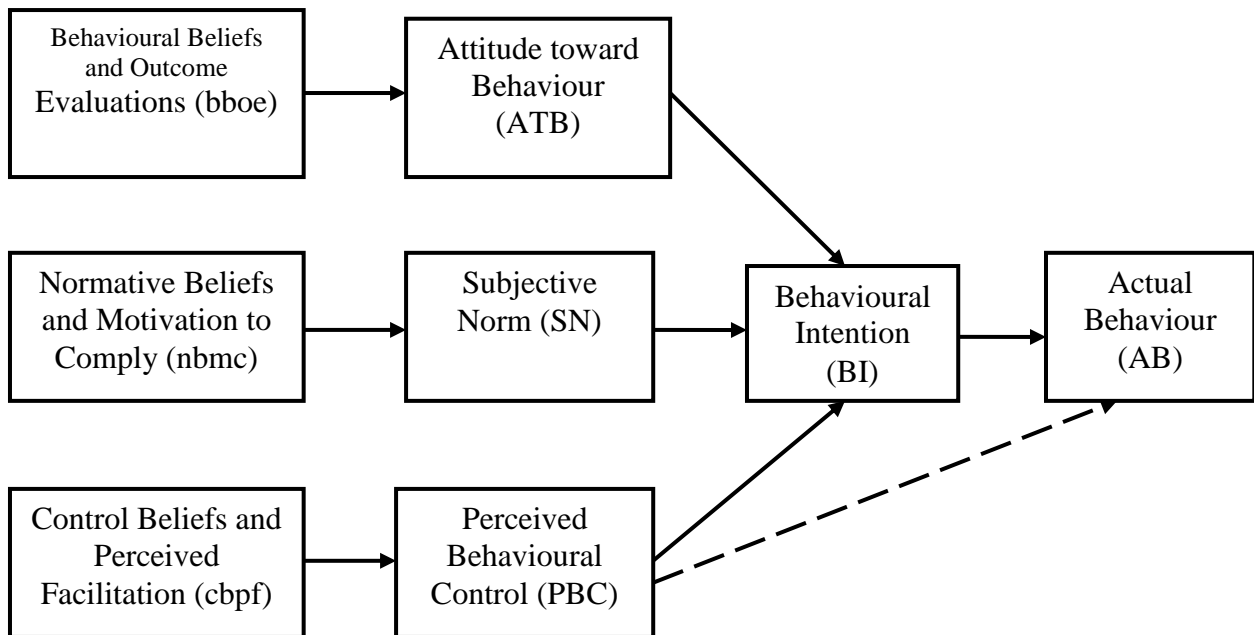 Behavioural Beliefs
and Outcome
Evaluations (bboe)
Attitude toward
Behaviour
(ATB)
Normative Beliefs
and Motivation to
Comply (nbmc)
Subjective
Norm (SN)
Behavioural
Intention
(BI)
Actual
Behaviour
(AB)
Control Beliefs and
Perceived
Facilitation (cbpf)
Perceived
Behavioural
Control (PBC)